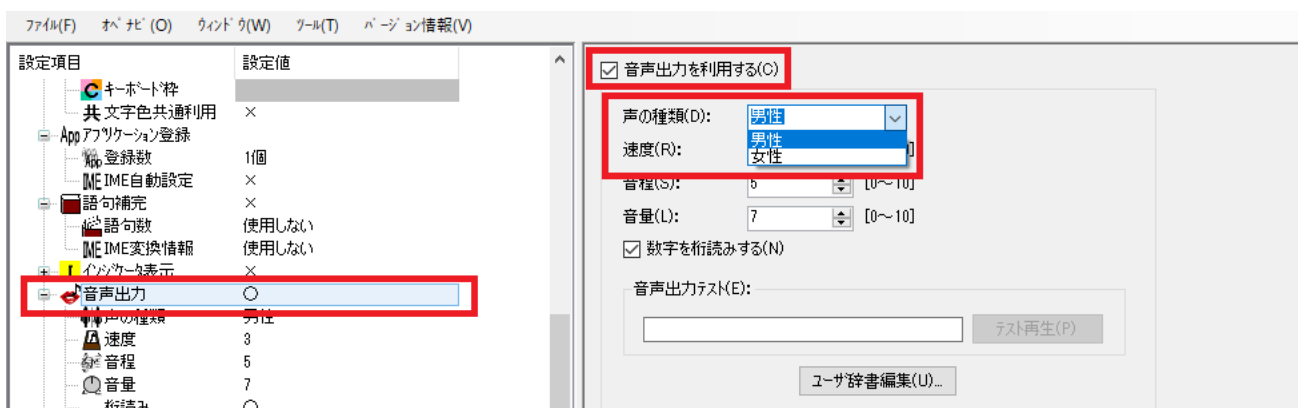 ﾌｧｲﾙ(F) ｵﾍﾟﾅﾋﾞ(O) ｳｨﾝﾄﾞｳ(W) ﾂｰﾙ(T) ﾊﾞｰｼﾞｮﾝ情報(V)
設定項目 設定値
C キーボード枠
共 文字色共通利用 ×
App アプリケーション登録
App 登録数 1個
IME IME自動設定 ×
語句補完 ×
語句数 使用しない
IME IME変換情報 使用しない
インジケータ表示 ×
音声出力 ○
声の種類 男性
速度 3
音程 5
音量 7
桁読み ○
音声出力を利用する(C)
声の種類(D): 男性
男性
女性
速度(R):
音程(S): 5 [0～10]
音量(L): 7 [0～10]
数字を桁読みする(N)
音声出力テスト(E):
テスト再生(P)
ユーザ辞書編集(U)...